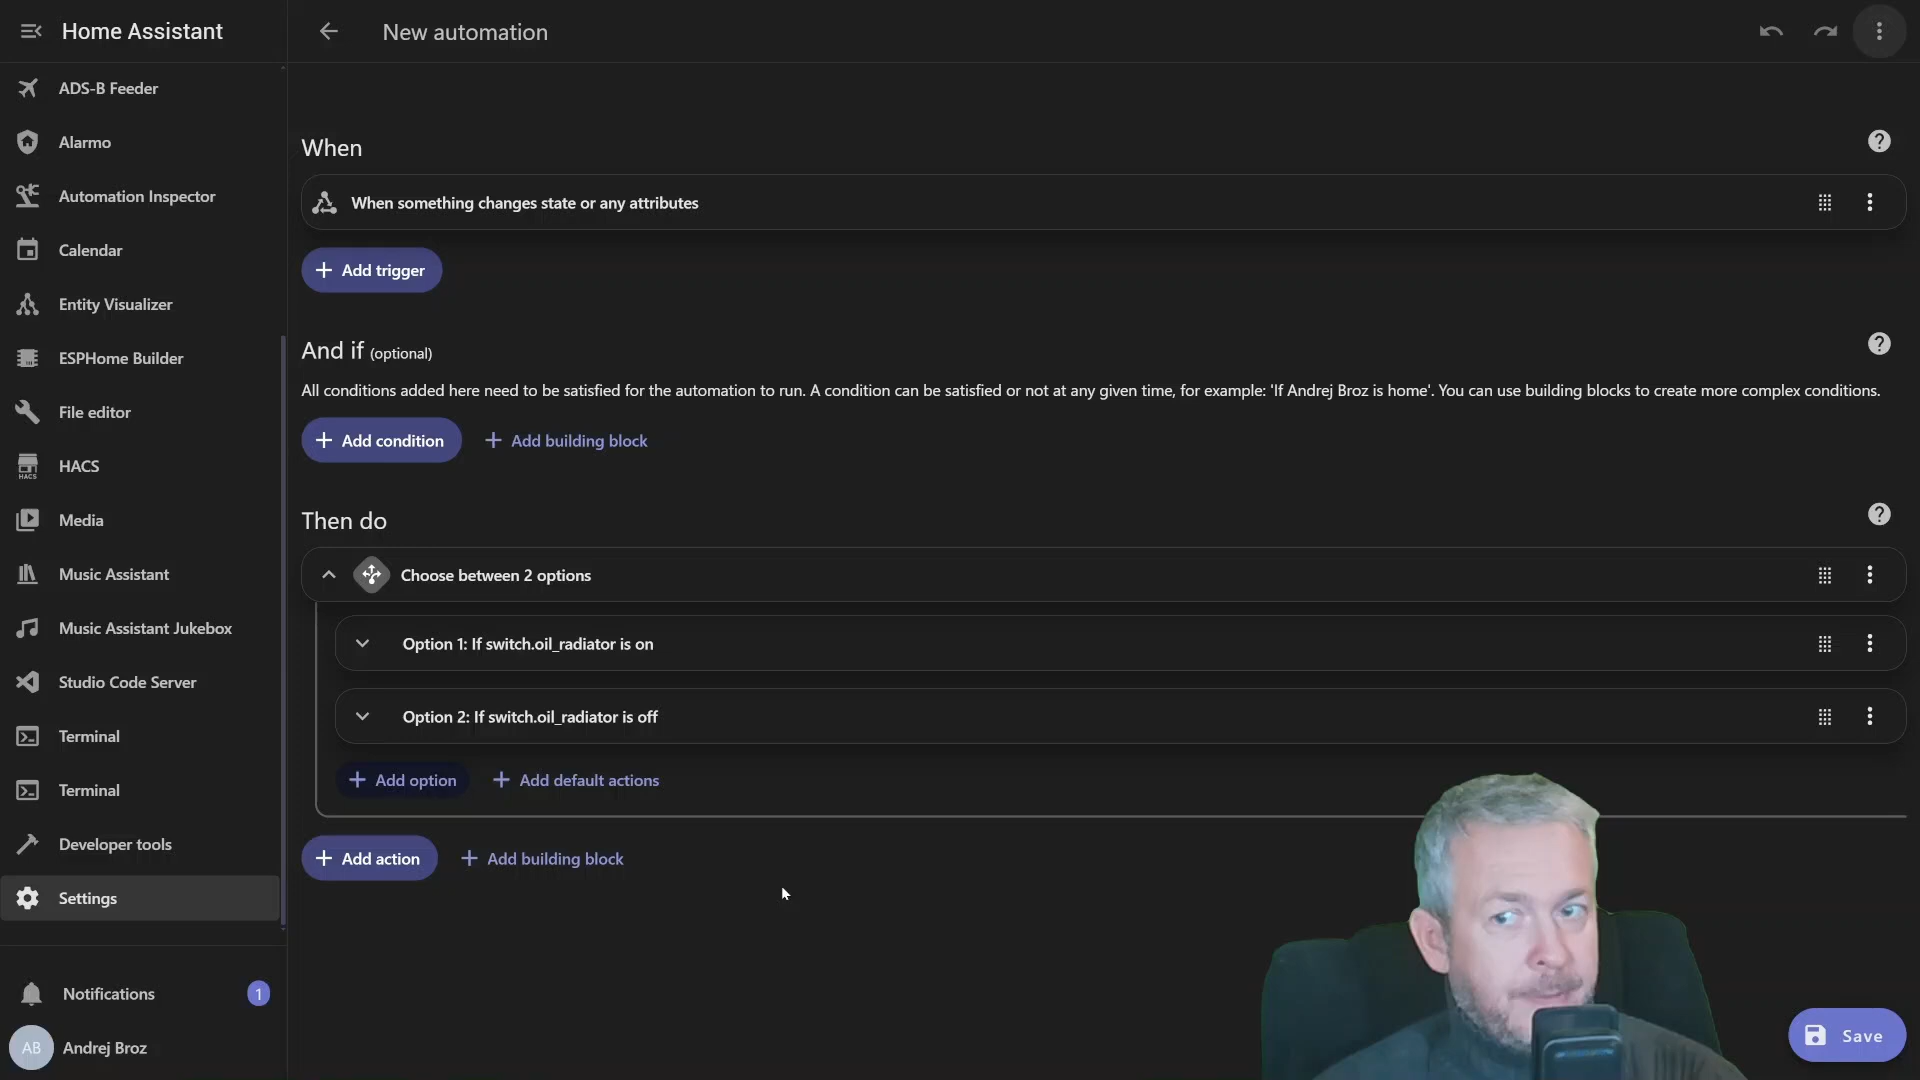 Home Assistant
New automation
ADS-B Feeder
Alarmo
Automation Inspector
Calendar
Entity Visualizer
ESPHome Builder
File editor
HACS
HACS
Media
Music Assistant
Music Assistant Jukebox
Studio Code Server
Terminal
Terminal
Developer tools
Settings
Notifications
1
AB
Andrej Broz
When
When something changes state or any attributes
Add trigger
And if (optional)
All conditions added here need to be satisfied for the automation to run. A condition can be satisfied or not at any given time, for example: 'If Andrej Broz is home'. You can use building blocks to create more complex conditions.
Add condition
Add building block
Then do
Choose between 2 options
Option 1: If switch.oil_radiator is on
Option 2: If switch.oil_radiator is off
Add option
Add default actions
Add action
Add building block
Save